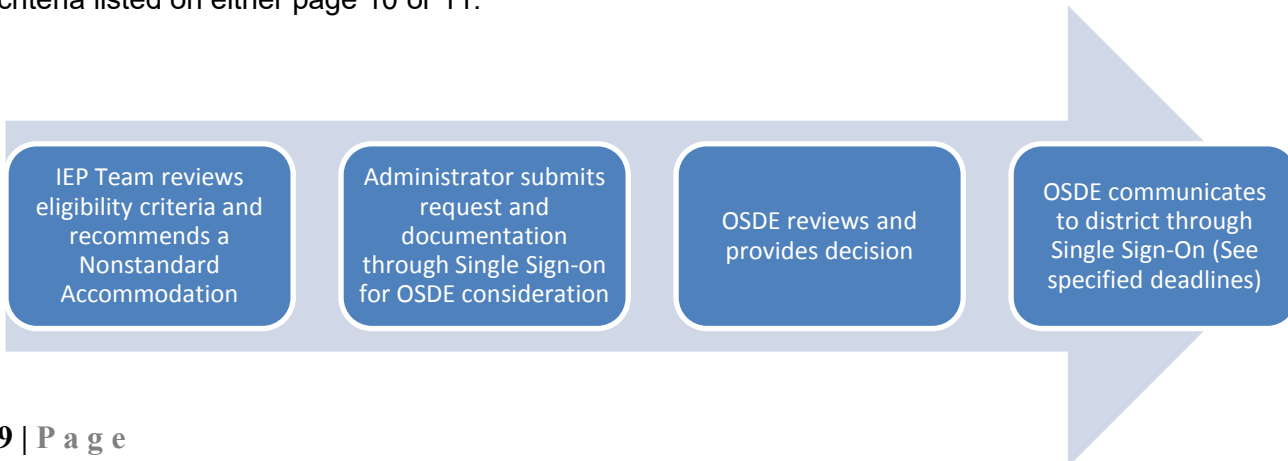 criteria listed on either page 10 or 11.
IEP Team reviews
eligibility criteria and
recommends a
Nonstandard
Accommodation
Administrator submits
request and
documentation
through Single Sign-on
for OSDE consideration
OSDE reviews and
provides decision
OSDE communicates
to district through
Single Sign-On (See
specified deadlines)
9 | P a g e